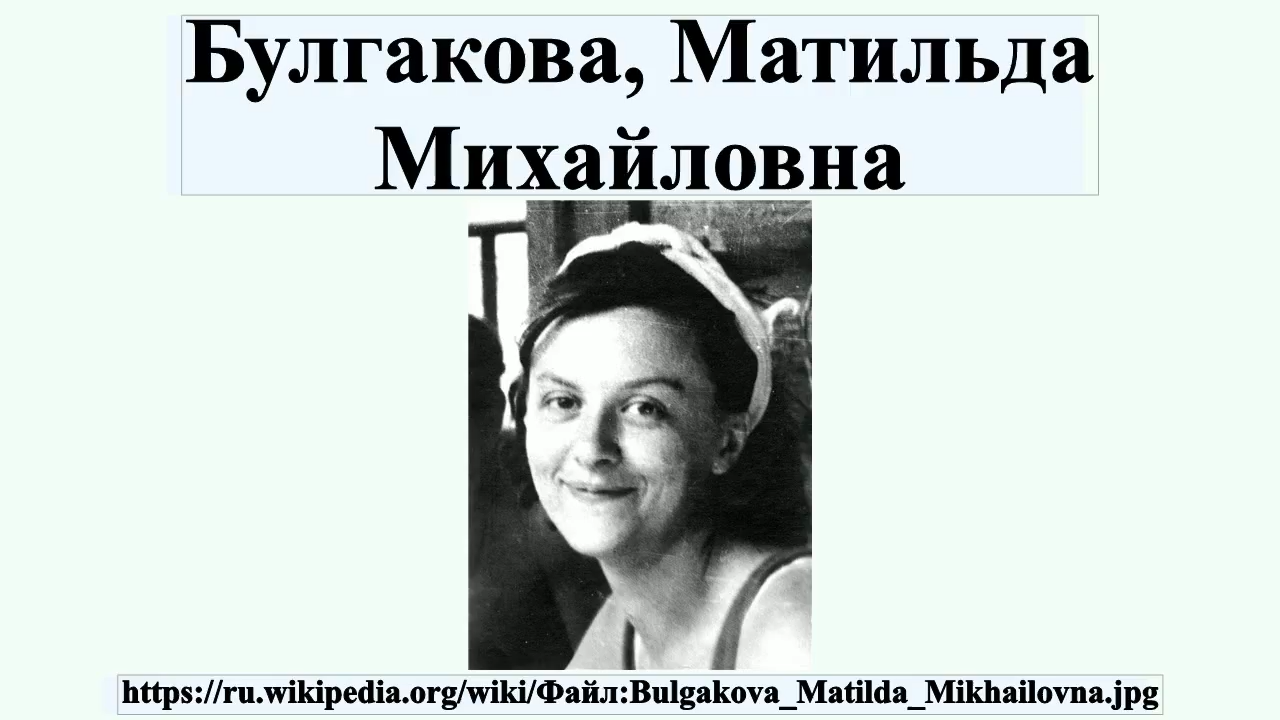 Булгакова, Матильда
Михайловна
https://ru.wikipedia.org/wiki/Файл:Bulgakova_Matilda_Mikhailovna.jpg